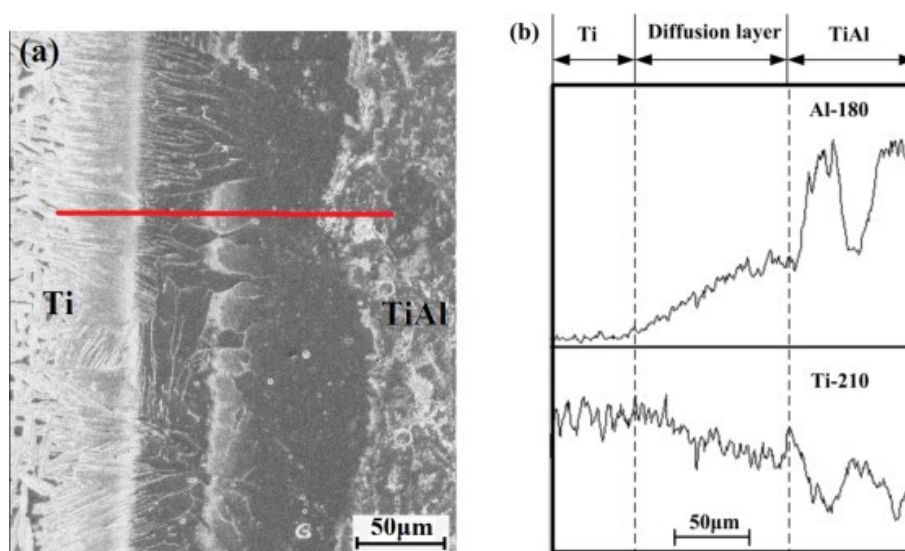 (a)
Ti
TiAl
50μm
(b)
Ti
Diffusion layer
TiAl
Al-180
Ti-210
50μm